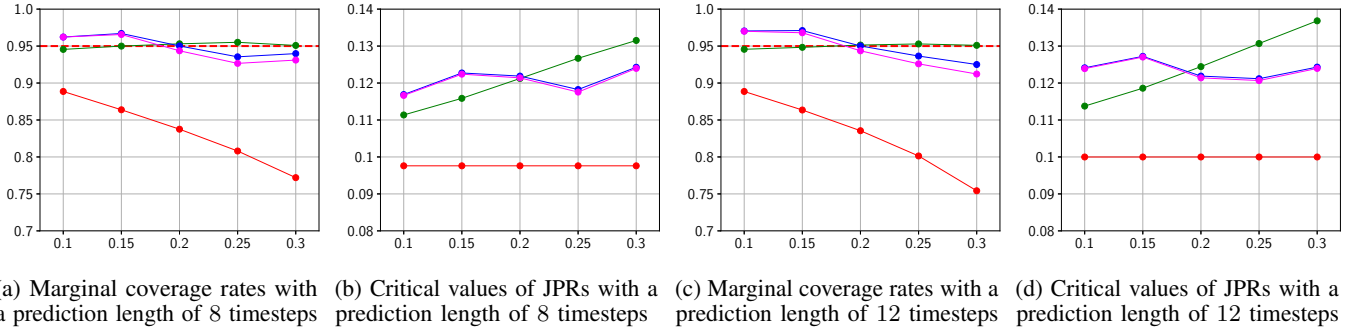 1.0
0.95
0.9
0.85
0.8
0.75
0.7
0.1 0.15 0.2 0.25 0.3
0.14
0.13
0.12
0.11
0.1
0.09
0.08
0.1 0.15 0.2 0.25 0.3
1.0
0.95
0.9
0.85
0.8
0.75
0.7
0.1 0.15 0.2 0.25 0.3
0.14
0.13
0.12
0.11
0.1
0.09
0.08
0.1 0.15 0.2 0.25 0.3
a) Marginal coverage rates with
a prediction length of 8 timesteps
(b) Critical values of JPRs with a
prediction length of 8 timesteps
(c) Marginal coverage rates with a
prediction length of 12 timesteps
(d) Critical values of JPRs with a
prediction length of 12 timesteps